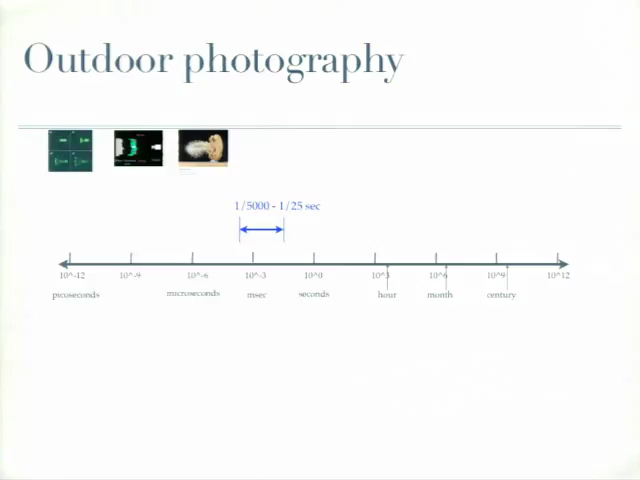 Outdoor photography
1/5000 - 1/25 sec
10^-12 10^-9 10^-6 10^-3 10^0 10^3 10^6 10^9 10^12
picoseconds microseconds msec seconds hour month century